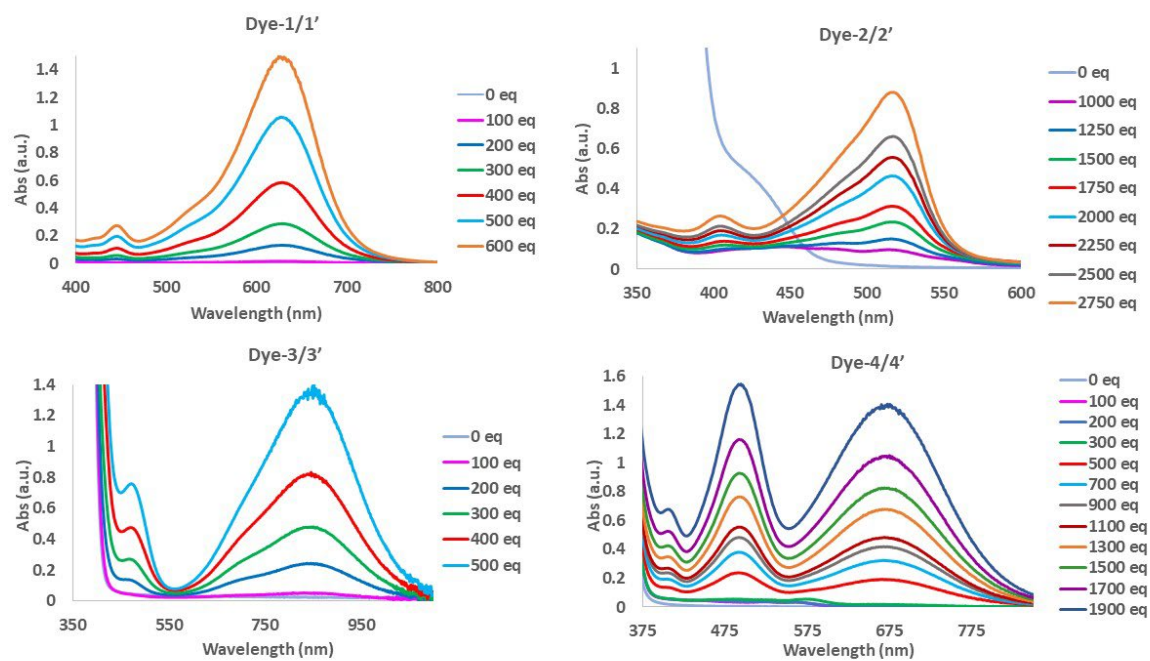 Dye-1/1’
Abs (a.u.)
1.4
1.2
1
0.8
0.6
0.4
0.2
0
400 500 600 700 800
Wavelength (nm)
0 eq
100 eq
200 eq
300 eq
400 eq
500 eq
600 eq
Dye-2/2’
Abs (a.u.)
1
0.8
0.6
0.4
0.2
0
350 400 450 500 550 600
Wavelength (nm)
0 eq
1000 eq
1250 eq
1500 eq
1750 eq
2000 eq
2250 eq
2500 eq
2750 eq
Dye-3/3’
Abs (a.u.)
1.4
1.2
1
0.8
0.6
0.4
0.2
0
350 550 750 950
Wavelength (nm)
0 eq
100 eq
200 eq
300 eq
400 eq
500 eq
Dye-4/4’
Abs (a.u.)
1.4
1.2
1
0.8
0.6
0.4
0.2
0
375 475 575 675 775
Wavelength (nm)
0 eq
100 eq
200 eq
300 eq
500 eq
700 eq
900 eq
1100 eq
1300 eq
1500 eq
1700 eq
1900 eq